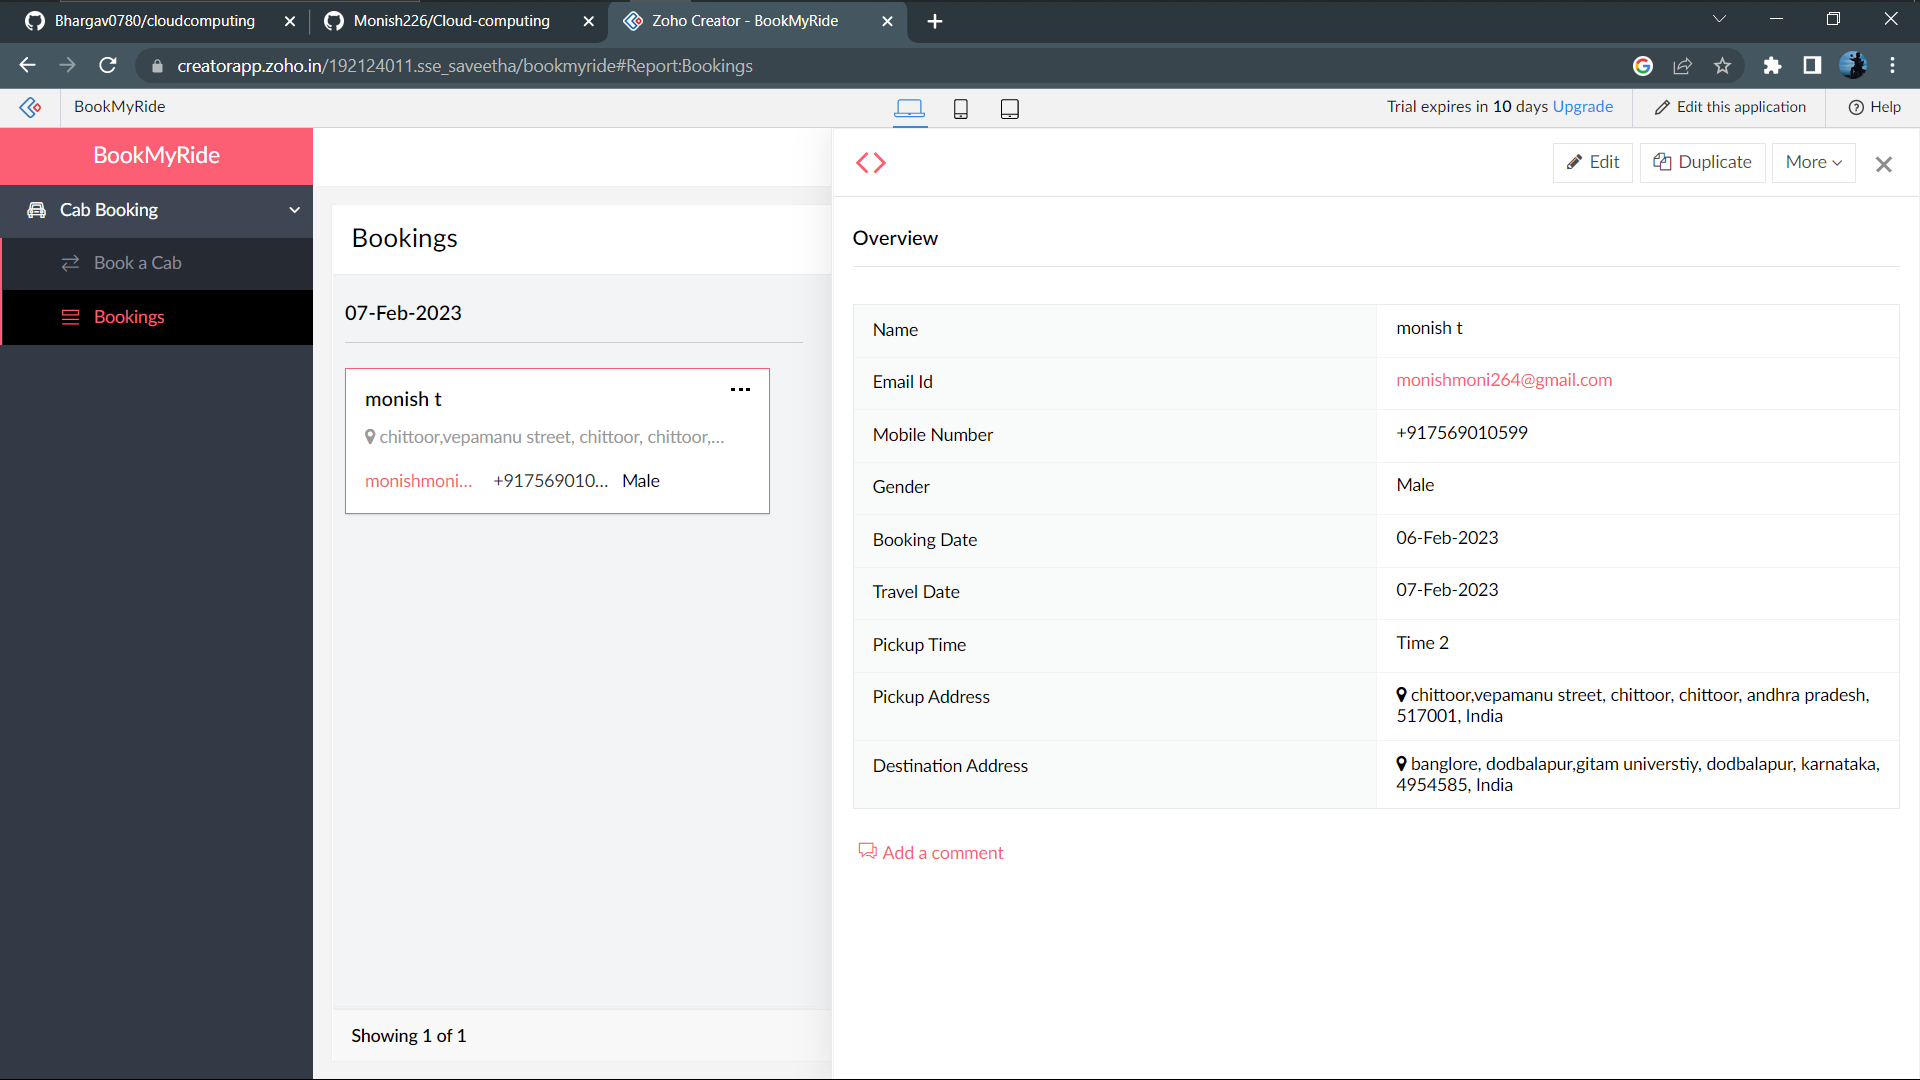 Bhargav0780/cloudcomputing
Monish226/Cloud-computing
Zoho Creator - BookMyRide
creatorapp.zoho.in/192124011.sse_saveetha/bookmyride#Report:Bookings
BookMyRide
Trial expires in 10 days Upgrade
Edit this application
Help
BookMyRide
Cab Booking
Book a Cab
Bookings
Bookings
07-Feb-2023
monish t
chittoor,vepamanu street, chittoor, chittoor,...
monishmoni... +917569010... Male
Showing 1 of 1
Edit
Duplicate
More
Overview
Name monish t
Email Id monishmoni264@gmail.com
Mobile Number +917569010599
Gender Male
Booking Date 06-Feb-2023
Travel Date 07-Feb-2023
Pickup Time Time 2
Pickup Address chittoor,vepamanu street, chittoor, chittoor, andhra pradesh,
517001, India
Destination Address banglore, dodbalapur,gitam universtiy, dodbalapur, karnataka,
4954585, India
Add a comment